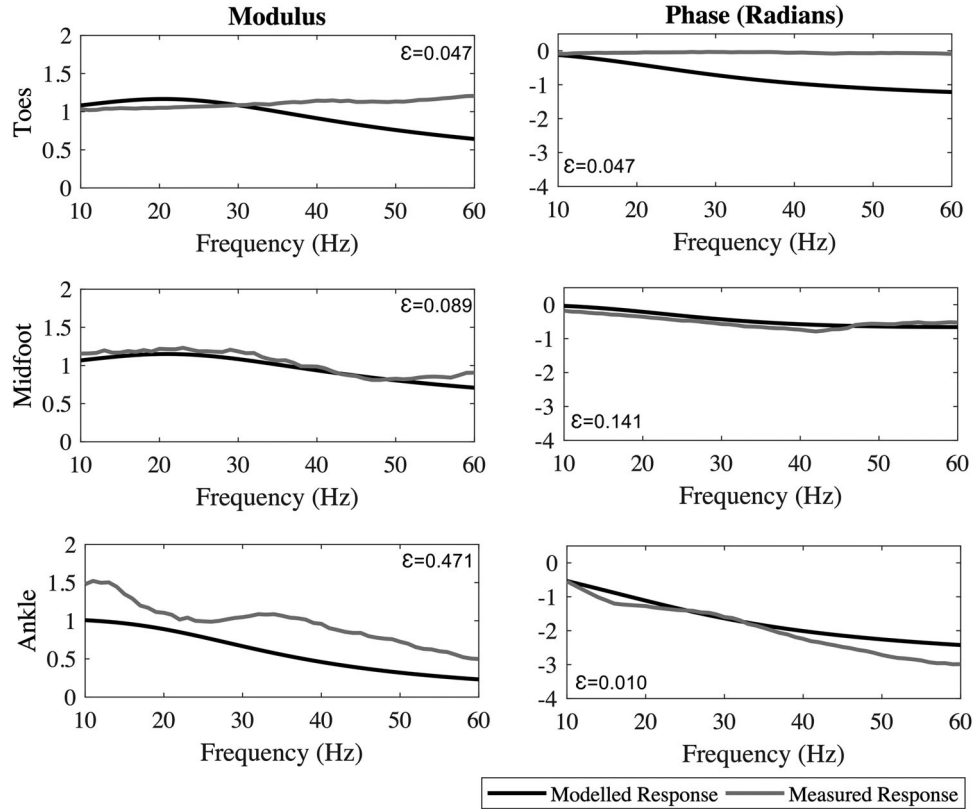 Modulus
Phase (Radians)
Toes
2
1.5
1
0.5
0
Ɛ=0.047
10 20 30 40 50 60
Frequency (Hz)
0
-1
-2
-3
-4
Ɛ=0.047
10 20 30 40 50 60
Frequency (Hz)
Midfoot
2
1.5
1
0.5
0
Ɛ=0.089
10 20 30 40 50 60
Frequency (Hz)
0
-1
-2
-3
-4
Ɛ=0.141
10 20 30 40 50 60
Frequency (Hz)
Ankle
2
1.5
1
0.5
0
Ɛ=0.471
10 20 30 40 50 60
Frequency (Hz)
0
-1
-2
-3
-4
Ɛ=0.010
10 20 30 40 50 60
Frequency (Hz)
Modelled Response Measured Response